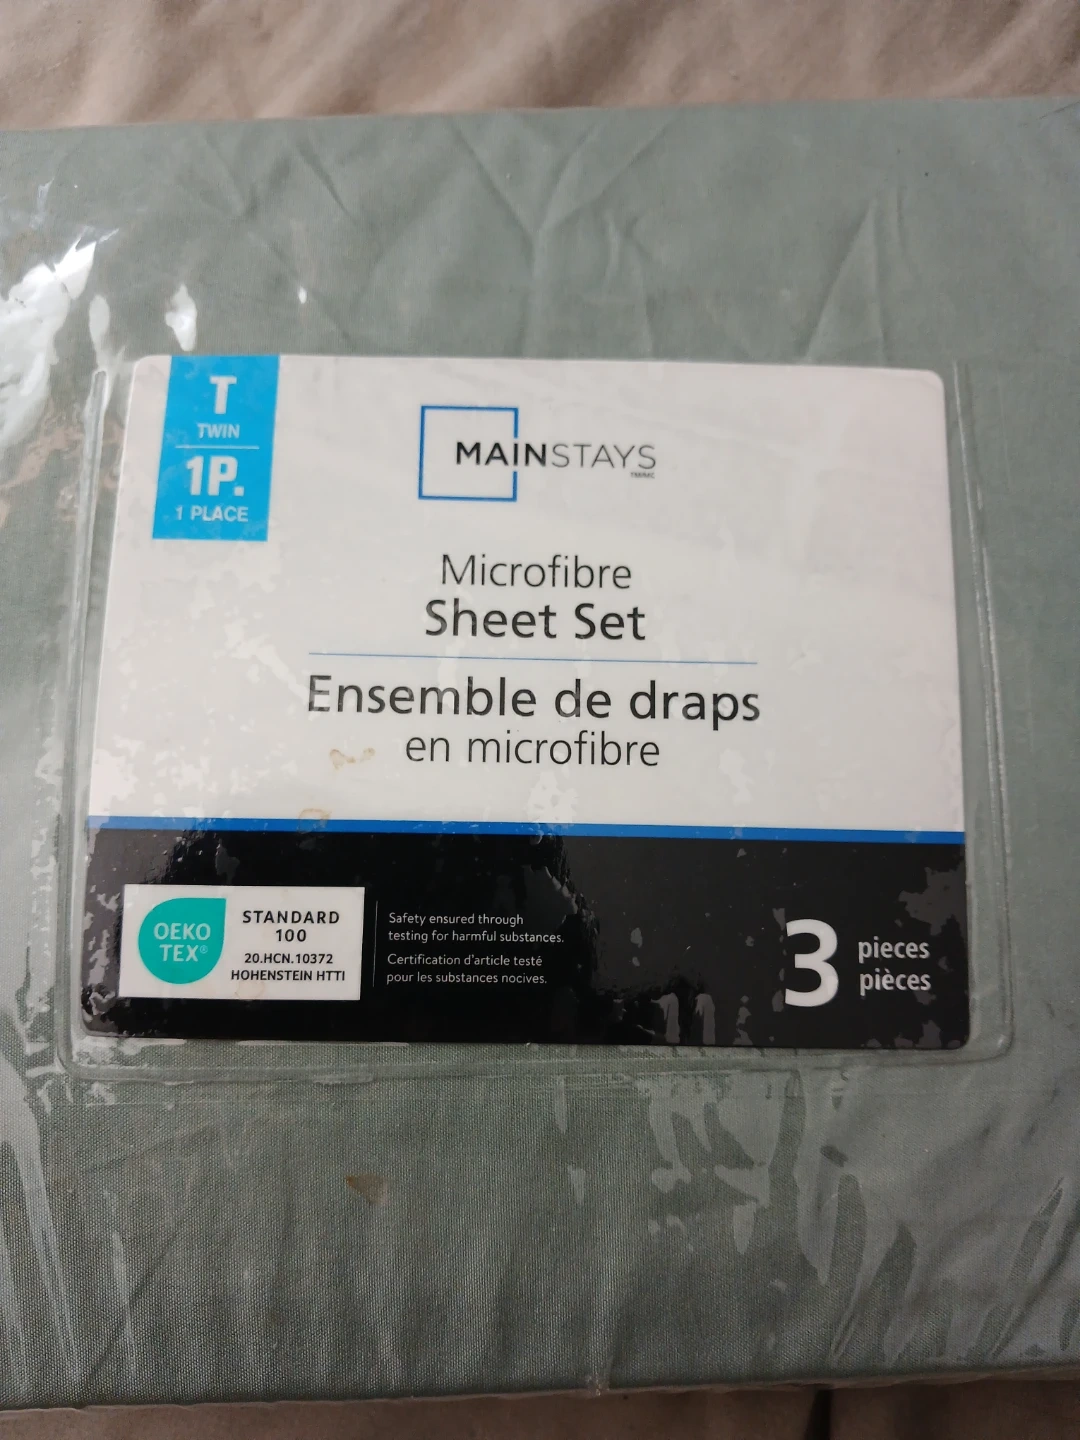 T
TWIN
1P.
1 PLACE
MAINSTAYS
Microfibre
Sheet Set
Ensemble de draps
en microfibre
OEKO
TEX®
STANDARD
100
20.HCN.10372
HOHENSTEIN HTTI
Safety ensured through
testing for harmful substances.
Certification d'article testé
pour les substances nocives.
3
pieces
pièces